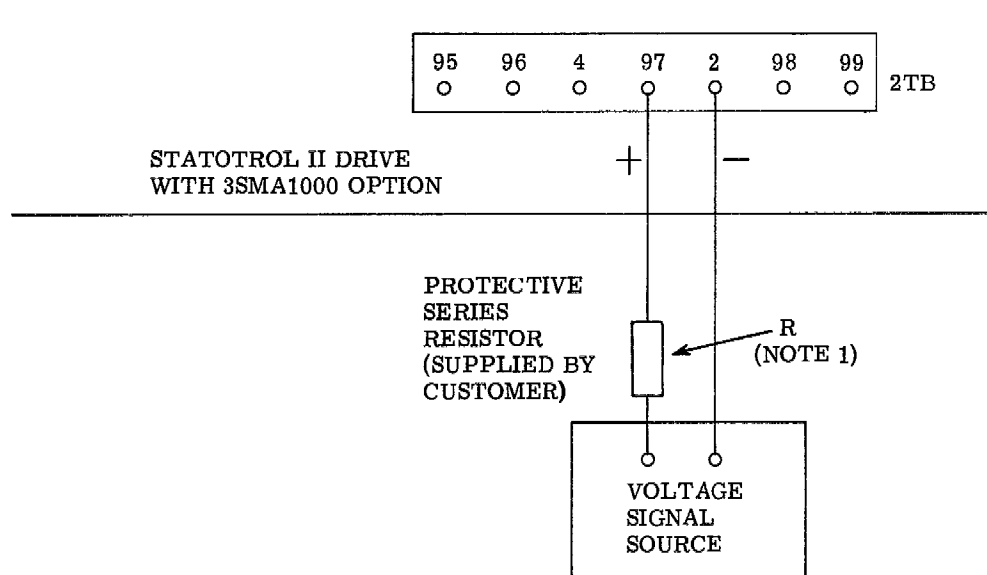 95 96 4 97 2 98 99
2TB
+ −
STATOTROL II DRIVE
WITH 3SMA1000 OPTION
PROTECTIVE
SERIES
RESISTOR
(SUPPLIED BY
CUSTOMER)
R
(NOTE 1)
VOLTAGE
SIGNAL
SOURCE